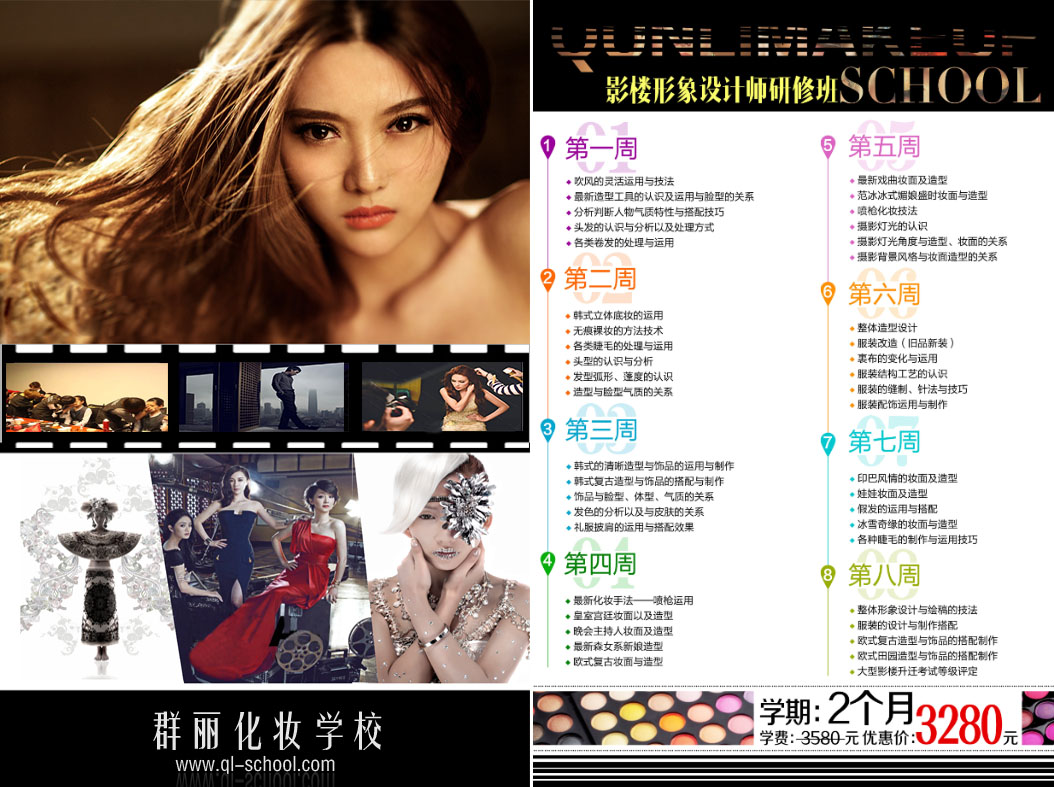 群丽化妆学校
www.ql-school.com
QUNLIMAKEUP
影楼形象设计师研修班SCHOOL
01
1 第一周
吹风的灵活运用与技法
最新造型工具的认识及运用与脸型的关系
分析判断人物气质特性与搭配技巧
头发的认识与分析以及处理方式
各类卷发的处理与运用
02
2 第二周
韩式立体底妆的运用
无痕裸妆的方法技术
各类睫毛的处理与运用
头型的认识与分析
发型弧形、蓬度的认识
造型与脸型气质的关系
03
3 第三周
韩式的清晰造型与饰品的运用与制作
韩式复古造型与饰品的搭配与制作
饰品与脸型、体型、气质的关系
发色的分析以及与皮肤的关系
礼服披肩的运用与搭配效果
04
4 第四周
最新化妆手法——喷枪运用
皇室宫廷妆面以及造型
晚会主持人妆面及造型
最新森女系新娘造型
欧式复古妆面与造型
05
5 第五周
最新戏曲妆面及造型
范冰冰式媚娘盛时妆面与造型
喷枪化妆技法
摄影灯光的认识
摄影灯光角度与造型、妆面的关系
摄影背景风格与妆面造型的关系
06
6 第六周
整体造型设计
服装改造（旧品新装）
裹布的变化与运用
服装结构工艺的认识
服装的缝制、针法与技巧
服装配饰运用与制作
07
7 第七周
印巴风情的妆面及造型
娃娃妆面及造型
假发的运用与搭配
冰雪奇缘的妆面与造型
各种睫毛的制作与运用技巧
08
8 第八周
整体形象设计与绘稿的技法
服装的设计与制作搭配
欧式复古造型与饰品的搭配制作
欧式田园造型与饰品的搭配制作
大型影楼升迁考试等级评定
学期：2个月
学费：3580元 优惠价：3280元